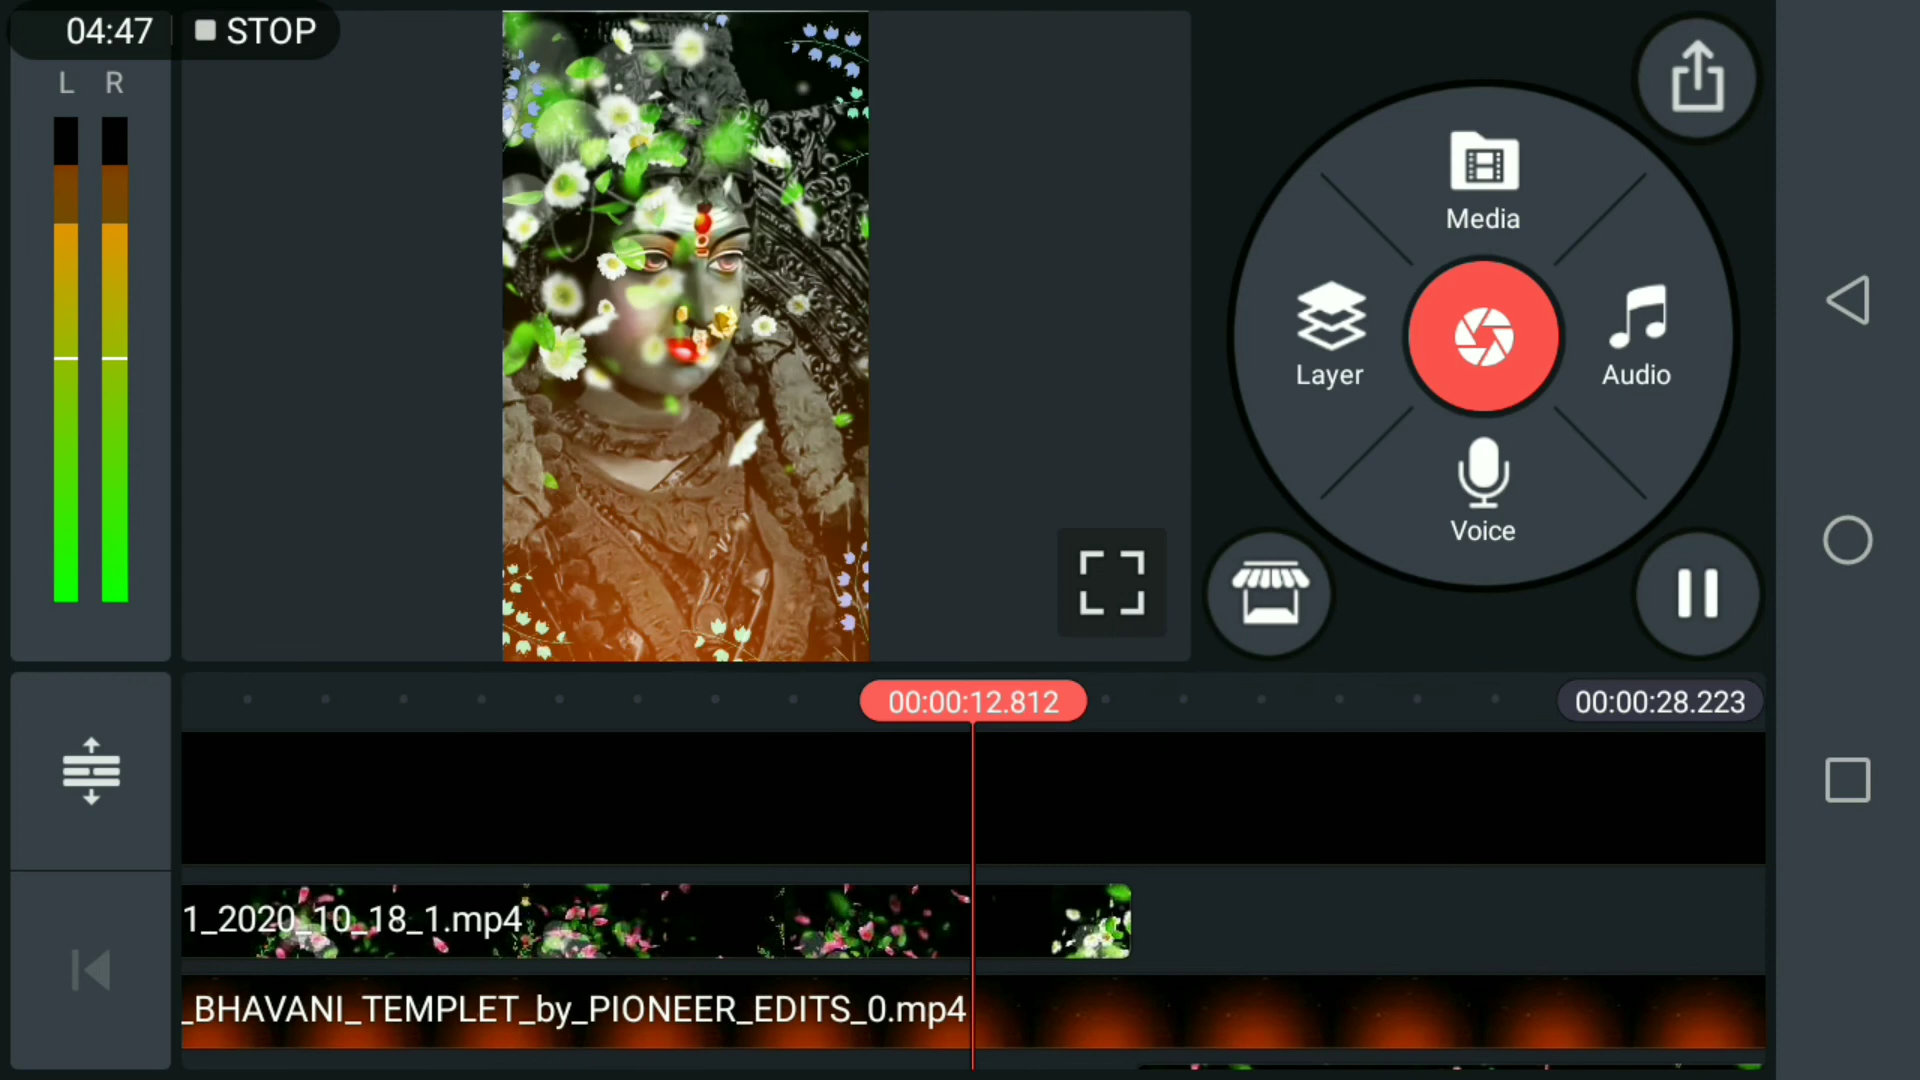 04:47
STOP
L R
Media
Layer
Audio
Voice
00:00:12.812
00:00:28.223
1_2020_10_18_1.mp4
_BHAVANI_TEMPLET_by_PIONEER_EDITS_0.mp4